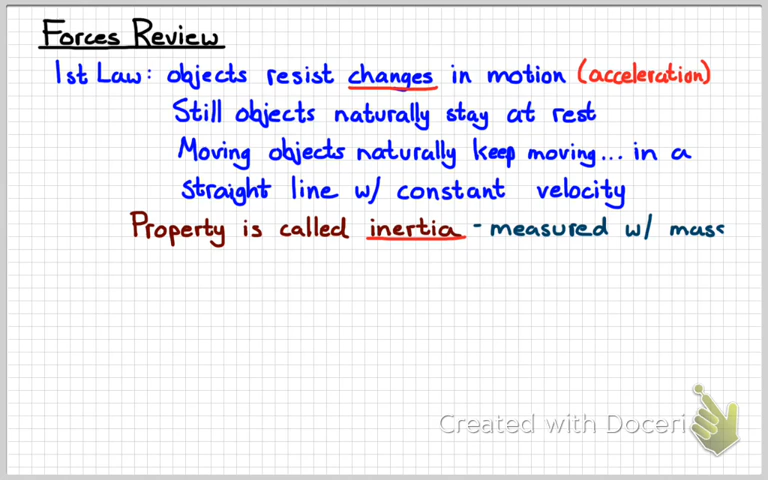 Forces Review
1st Law: objects resist changes in motion (acceleration)
Still objects naturally stay at rest
Moving objects naturally keep moving... in a
straight line w/ constant velocity
Property is called inertia - measured w/ mass
Created with Doceri